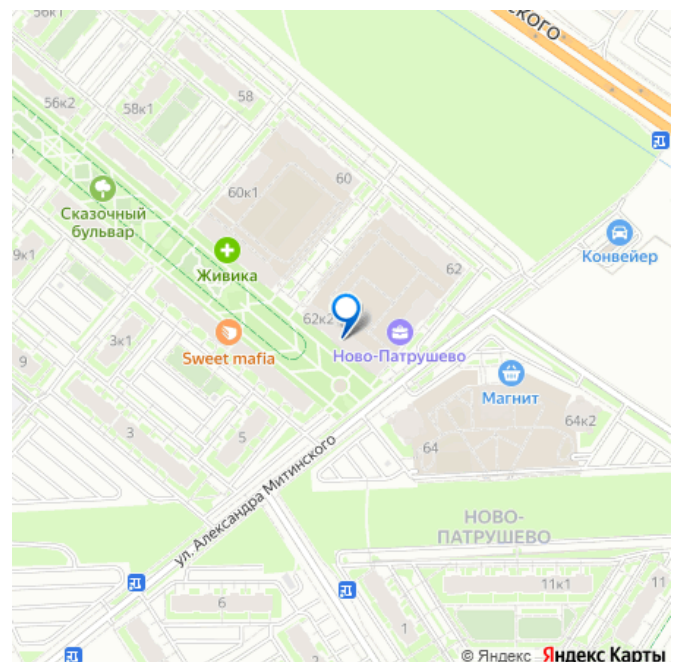 56к1
СКОГО
56к2
58к1
58
60
60к1
Сказочный
бульвар
Живика
9к1
62
Конвейер
62к2
3к1
Sweet mafia
Ново-Патрушево
9
Магнит
64к2
3
5
64
ул. Александра Митинского
НОВО-
ПАТРУШЕВО
11к1
11
6
1
© Яндекс Яндекс Карты